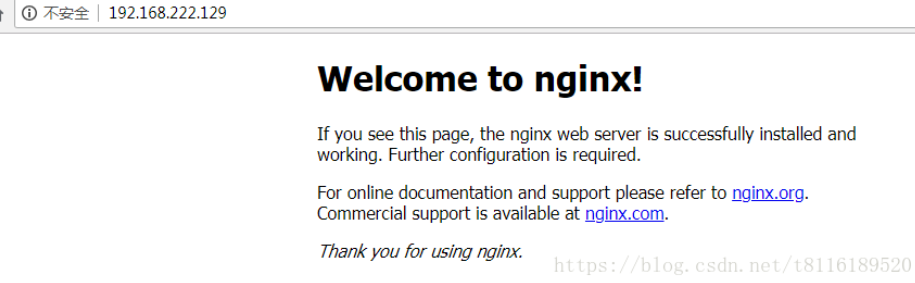 不安全 192.168.222.129
Welcome to nginx!
If you see this page, the nginx web server is successfully installed and
working. Further configuration is required.
For online documentation and support please refer to nginx.org.
Commercial support is available at nginx.com.
Thank you for using nginx.
https://blog.csdn.net/t8116189520